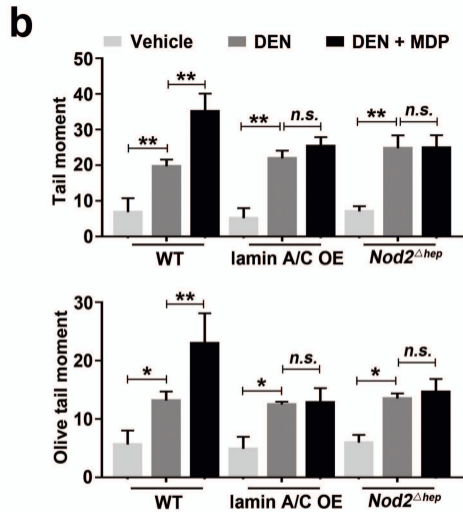 b
Vehicle DEN DEN + MDP
Tail moment
50
40
30
20
10
0
** ** ** n.s. ** n.s.
WT lamin A/C OE Nod2△hep
Olive tail moment
30
20
10
0
* ** * n.s. * n.s.
WT lamin A/C OE Nod2△hep